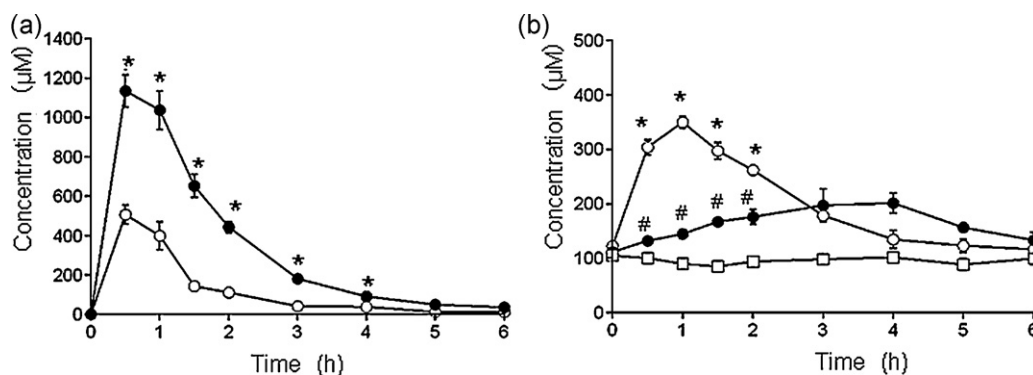 (a)
Concentration (µM)
1400
1200
1000
800
600
400
200
0
* * * * * *
0 1 2 3 4 5 6
Time (h)
(b)
Concentration (µM)
500
400
300
200
100
0
* * * *
# # # #
0 1 2 3 4 5 6
Time (h)